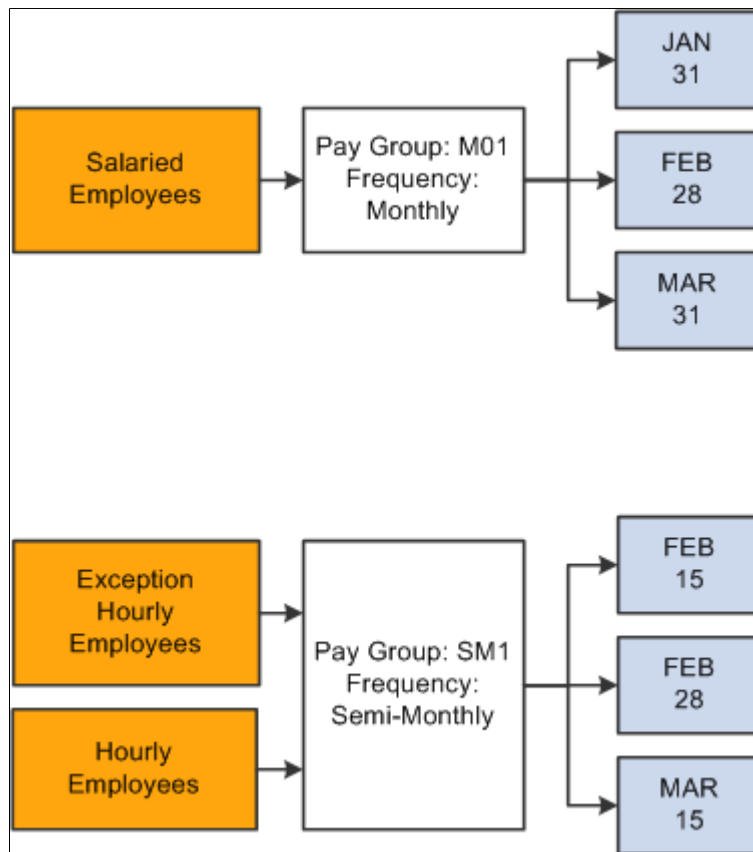 Salaried
Employees
Pay Group: M01
Frequency:
Monthly
JAN
31
FEB
28
MAR
31
Exception
Hourly
Employees
Hourly
Employees
Pay Group: SM1
Frequency:
Semi-Monthly
FEB
15
FEB
28
MAR
15